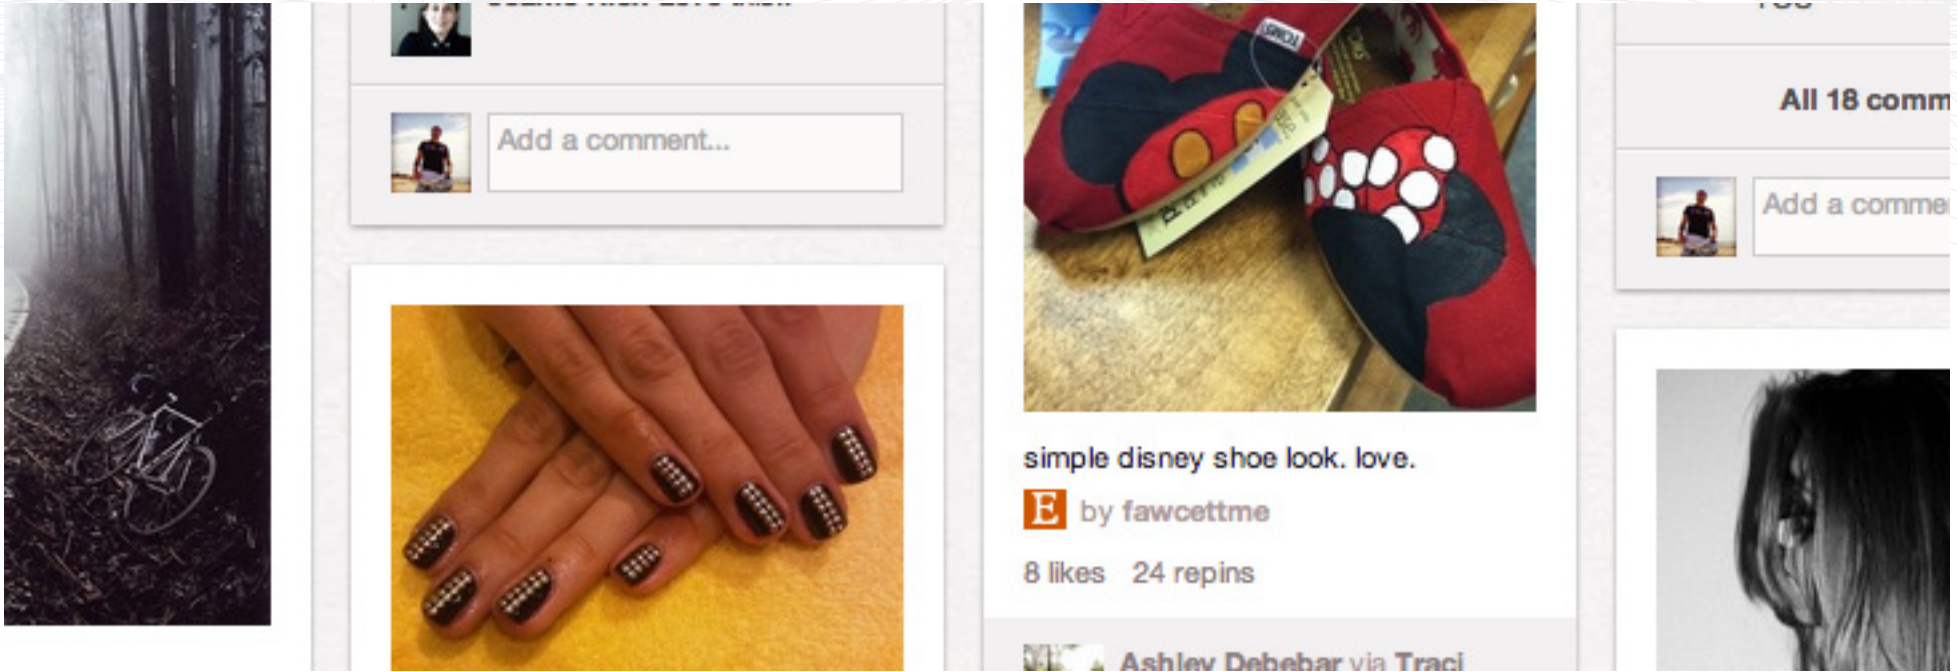 Add a comment...
TOMS
simple disney shoe look. love.
E by fawcettme
8 likes 24 repins
Ashley Debebar via Traci
All 18 comm
Add a comme